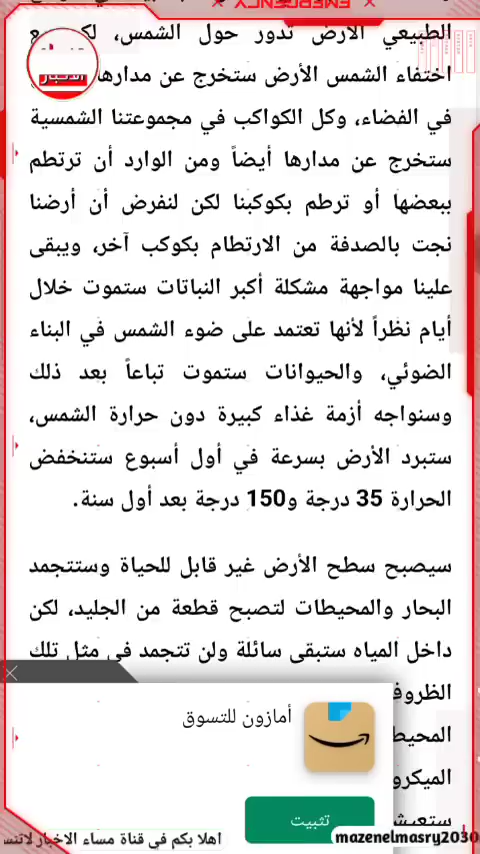 EMERGENCY
الطبيعي الأرض تدور حول الشمس، لكن مع
اختفاء الشمس الأرض ستخرج عن مدارها
الأخبار
في الفضاء، وكل الكواكب في مجموعتنا الشمسية
ستخرج عن مدارها أيضاً ومن الوارد أن ترتطم
ببعضها أو ترطم بكوكبنا لكن لنفرض أن أرضنا
نجت بالصدفة من الارتطام بكوكب آخر، ويبقى
علينا مواجهة مشكلة أكبر النباتات ستموت خلال
أيام نظراً لأنها تعتمد على ضوء الشمس في البناء
الضوئي، والحيوانات ستموت تباعاً بعد ذلك
وسنواجه أزمة غذاء كبيرة دون حرارة الشمس،
ستبرد الأرض بسرعة في أول أسبوع ستنخفض
الحرارة 35 درجة و150 درجة بعد أول سنة.
سيصبح سطح الأرض غير قابل للحياة وستتجمد
البحار والمحيطات لتصبح قطعة من الجليد، لكن
داخل المياه ستبقى سائلة ولن تتجمد في مثل تلك
الظروف
أمازون للتسوق
تثبيت
mazenelmasry2030
اهلا بكم في قناة مساء الاخبار